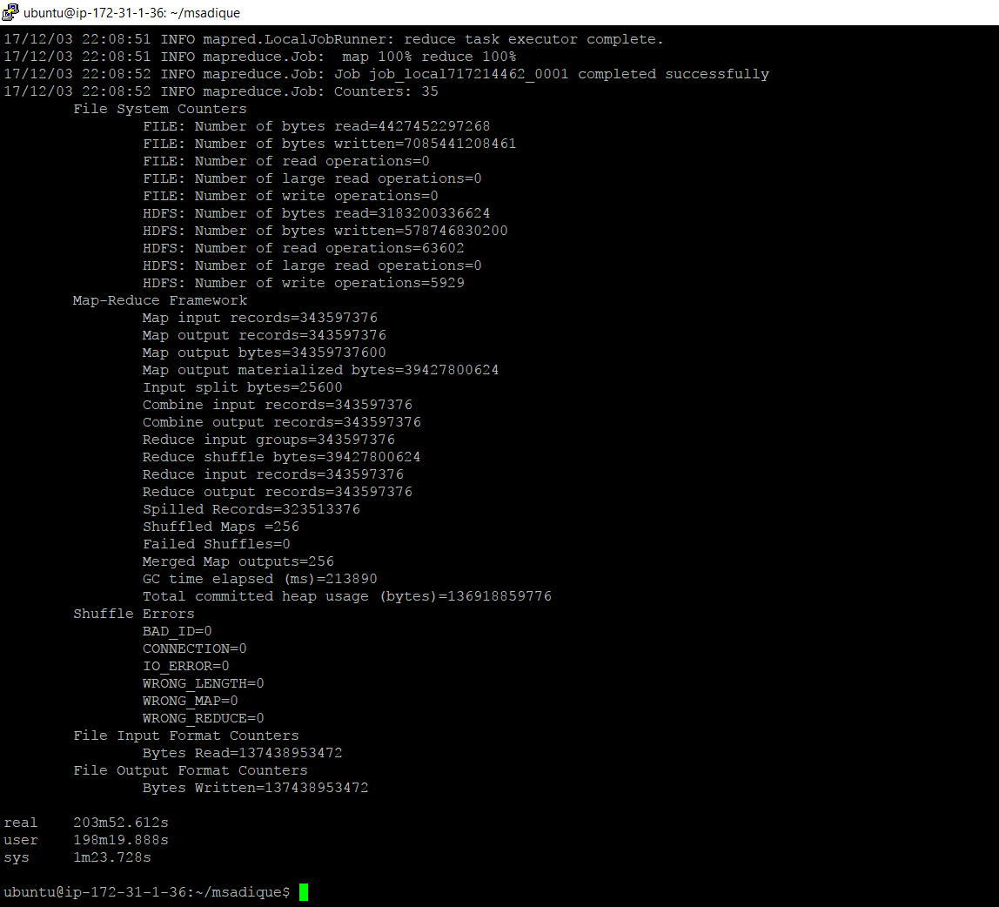 ubuntu@ip-172-31-1-36: ~/msadique
17/12/03 22:08:51 INFO mapred.LocalJobRunner: reduce task executor complete.
17/12/03 22:08:51 INFO mapreduce.Job:  map 100% reduce 100%
17/12/03 22:08:52 INFO mapreduce.Job: Job job_local717214462_0001 completed successfully
17/12/03 22:08:52 INFO mapreduce.Job: Counters: 35
        File System Counters
                FILE: Number of bytes read=4427452297268
                FILE: Number of bytes written=7085441208461
                FILE: Number of read operations=0
                FILE: Number of large read operations=0
                FILE: Number of write operations=0
                HDFS: Number of bytes read=3183200336624
                HDFS: Number of bytes written=578746830200
                HDFS: Number of read operations=63602
                HDFS: Number of large read operations=0
                HDFS: Number of write operations=5929
        Map-Reduce Framework
                Map input records=343597376
                Map output records=343597376
                Map output bytes=34359737600
                Map output materialized bytes=39427800624
                Input split bytes=25600
                Combine input records=343597376
                Combine output records=343597376
                Reduce input groups=343597376
                Reduce shuffle bytes=39427800624
                Reduce input records=343597376
                Reduce output records=343597376
                Spilled Records=323513376
                Shuffled Maps =256
                Failed Shuffles=0
                Merged Map outputs=256
                GC time elapsed (ms)=213890
                Total committed heap usage (bytes)=136918859776
        Shuffle Errors
                BAD_ID=0
                CONNECTION=0
                IO_ERROR=0
                WRONG_LENGTH=0
                WRONG_MAP=0
                WRONG_REDUCE=0
        File Input Format Counters
                Bytes Read=137438953472
        File Output Format Counters
                Bytes Written=137438953472
real    203m52.612s
user    198m19.888s
sys     1m23.728s
ubuntu@ip-172-31-1-36:~/msadique$